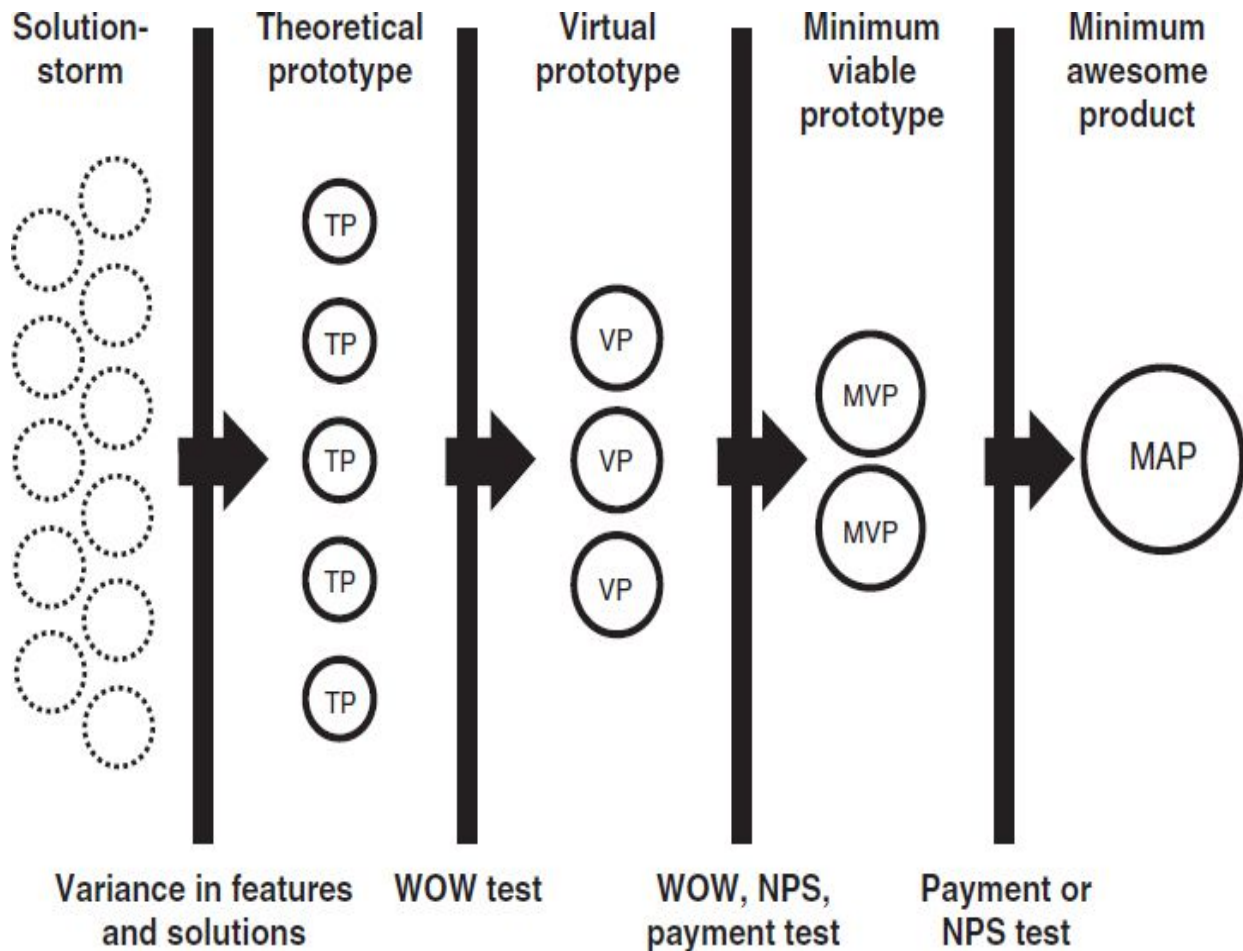 Solution-
storm
Theoretical
prototype
Virtual
prototype
Minimum
viable
prototype
Minimum
awesome
product
TP
TP
TP
TP
TP
VP
VP
VP
MVP
MVP
MAP
Variance in features
and solutions
WOW test
WOW, NPS,
payment test
Payment or
NPS test